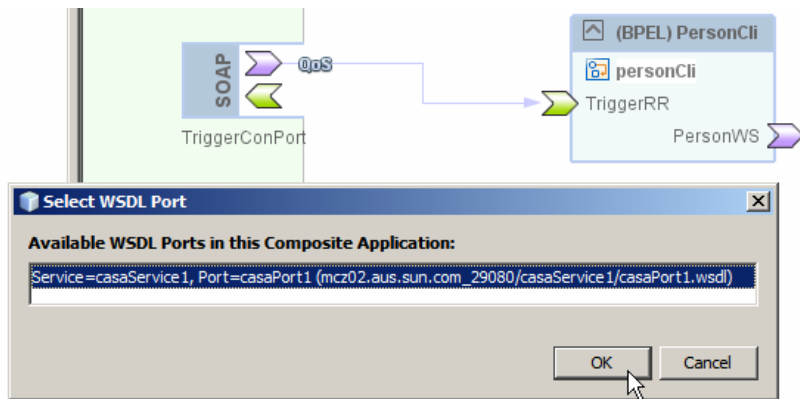 (BPEL) PersonCli
SOAP
QoS
personCli
TriggerRR
TriggerConPort
PersonWS
Select WSDL Port
Available WSDL Ports in this Composite Application:
Service=casaService1, Port=casaPort1 (mcz02.aus.sun.com_29080/casaService1/casaPort1.wsdl)
OK
Cancel